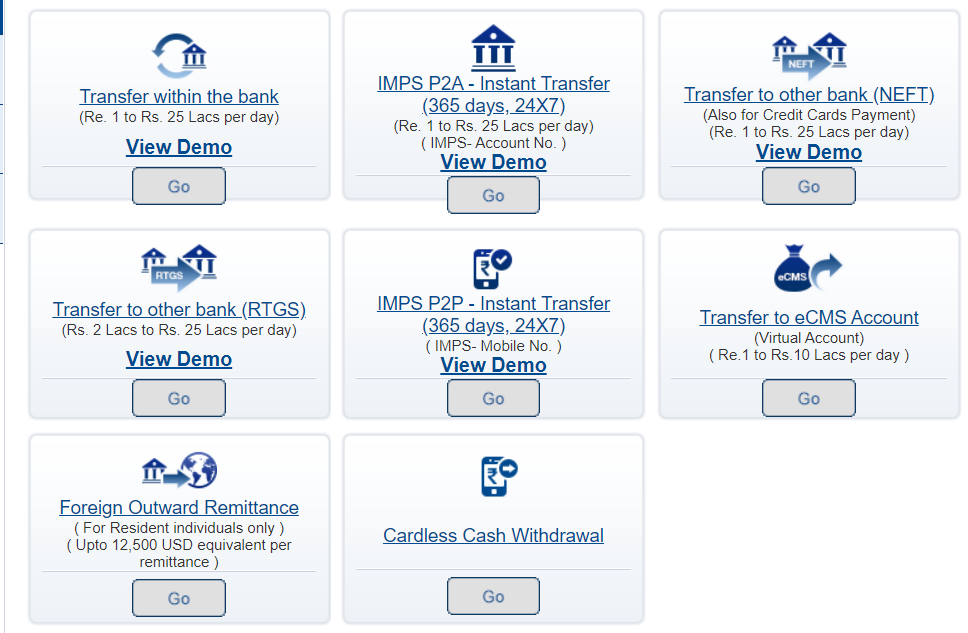 Transfer within the bank
(Re. 1 to Rs. 25 Lacs per day)
View Demo
Go
IMPS P2A - Instant Transfer
(365 days, 24X7)
(Re. 1 to Rs. 25 Lacs per day)
( IMPS- Account No. )
View Demo
Go
NEFT
Transfer to other bank (NEFT)
(Also for Credit Cards Payment)
(Re. 1 to Rs. 25 Lacs per day)
View Demo
Go
RTGS
Transfer to other bank (RTGS)
(Rs. 2 Lacs to Rs. 25 Lacs per day)
View Demo
Go
₹
IMPS P2P - Instant Transfer
(365 days, 24X7)
( IMPS- Mobile No. )
View Demo
Go
eCMS
Transfer to eCMS Account
(Virtual Account)
( Re.1 to Rs.10 Lacs per day )
Go
Foreign Outward Remittance
( For Resident individuals only )
( Upto 12,500 USD equivalent per
remittance )
Go
₹
Cardless Cash Withdrawal
Go